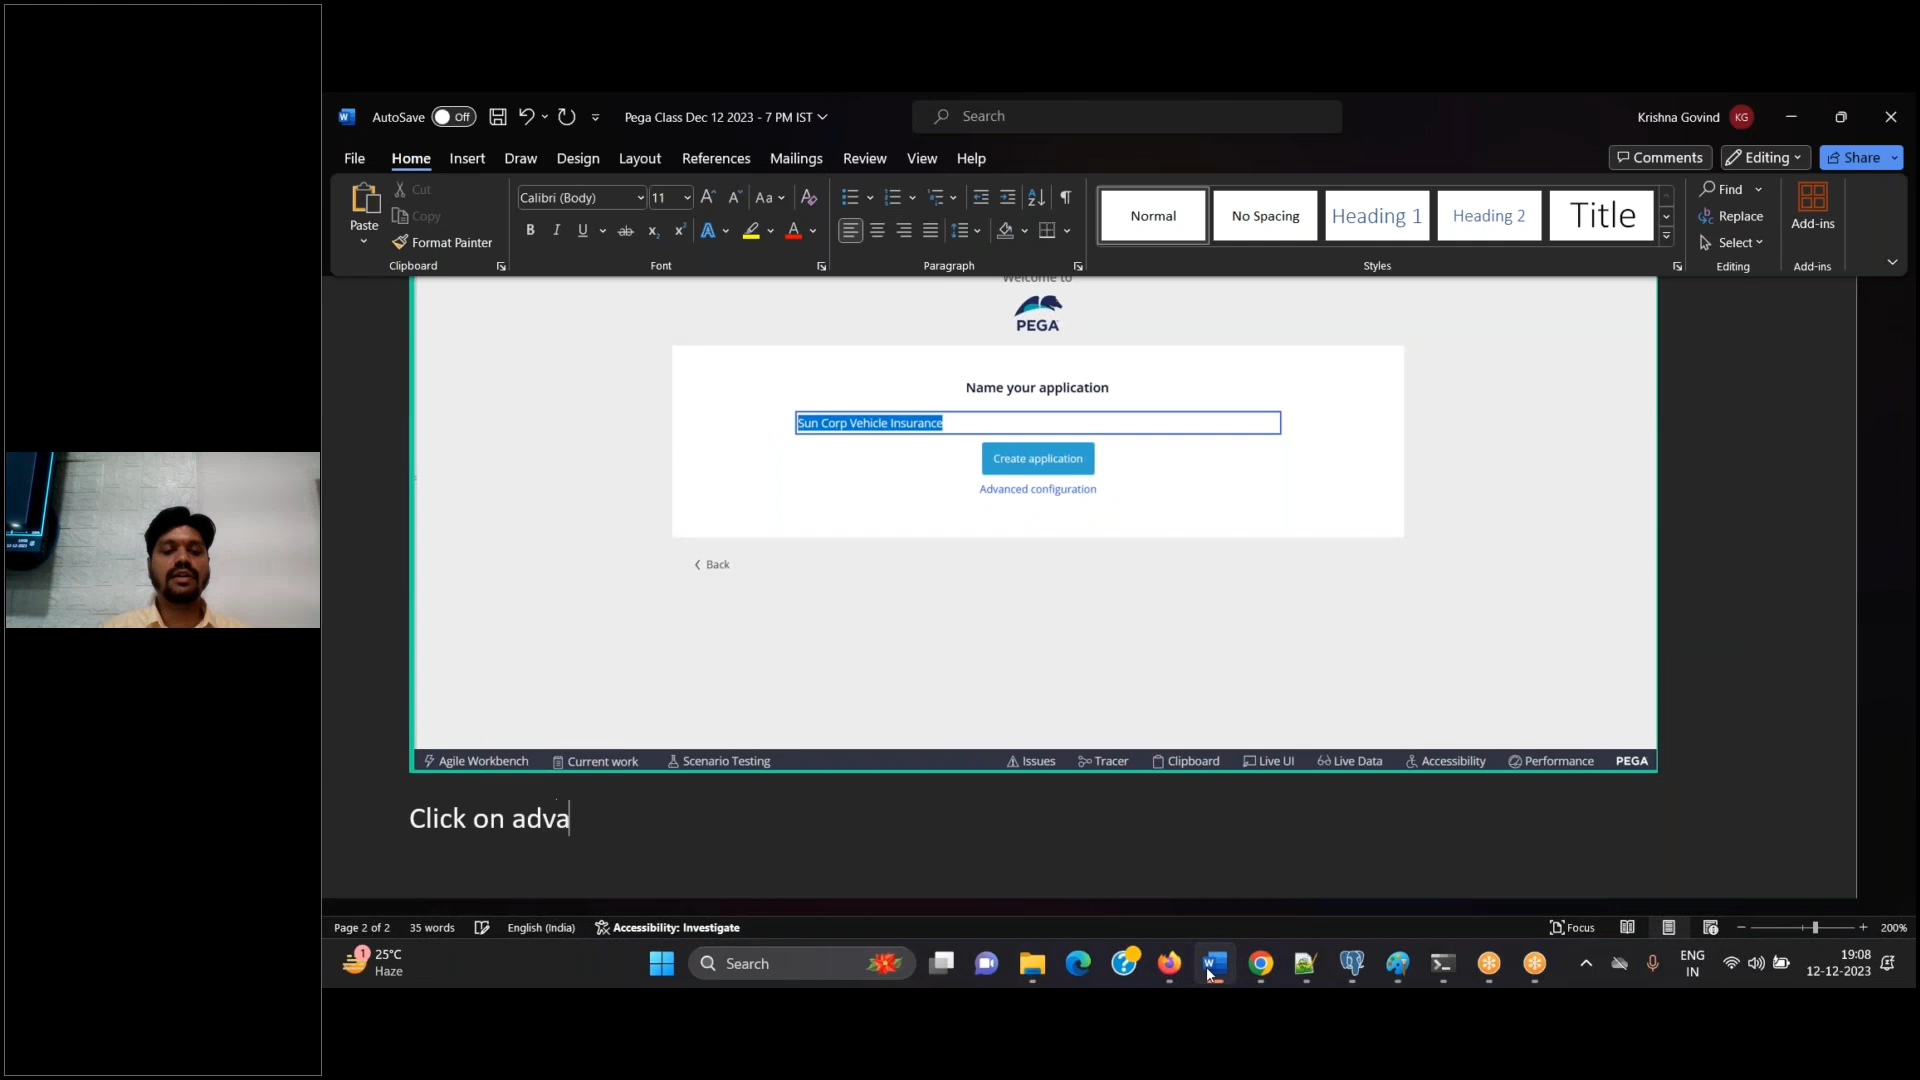 AutoSave Off Pega Class Dec 12 2023 - 7 PM IST Search Krishna Govind KG
File Home Insert Draw Design Layout References Mailings Review View Help Comments Editing Share
Paste Cut Copy Format Painter Clipboard
Calibri (Body) 11 Font
Paragraph
Normal No Spacing Heading 1 Heading 2 Title Styles
Find Replace Select Editing
Add-ins Add-ins
Welcome to
PEGA
Name your application
Sun Corp Vehicle Insurance
Create application
Advanced configuration
Back
Agile Workbench Current work Scenario Testing Issues Tracer Clipboard Live UI Live Data Accessibility Performance PEGA
Click on adva
Page 2 of 2 35 words English (India) Accessibility: Investigate Focus 200%
1 25°C
Haze
Search
ENG
IN
19:08
12-12-2023